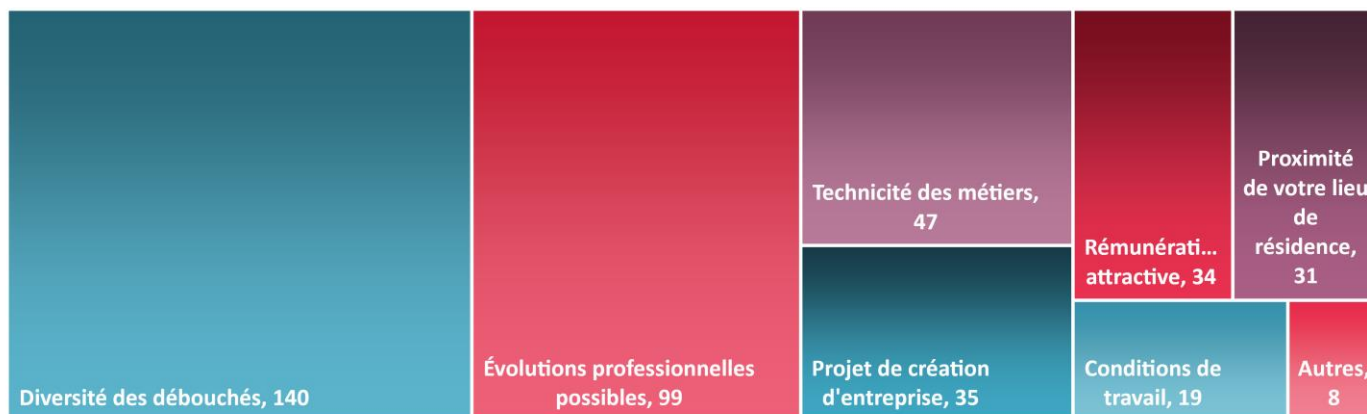 Diversité des débouchés, 140
Évolutions professionnelles
possibles, 99
Technicité des métiers,
47
Projet de création
d'entreprise, 35
Rémunérati...
attractive, 34
Proximité
de votre lieu
de
résidence,
31
Conditions de
travail, 19
Autres,
8